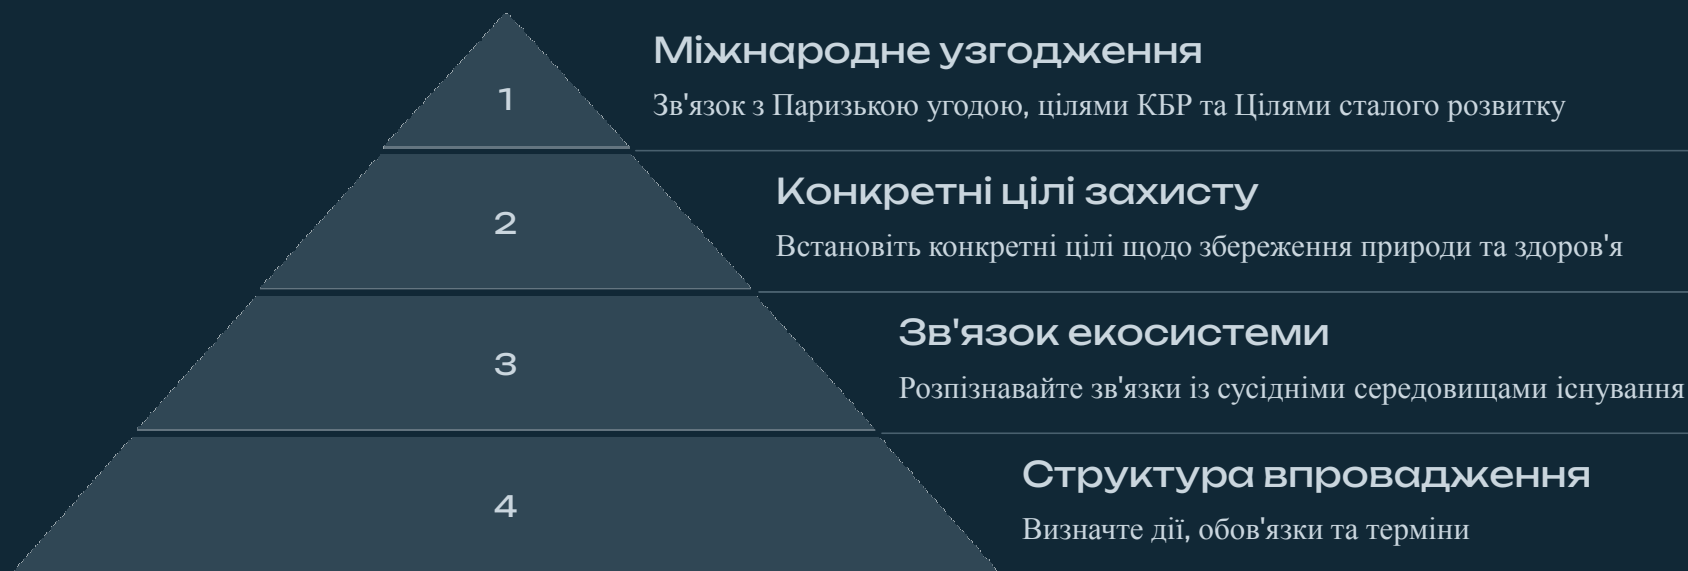 1
Міжнародне узгодження
Зв'язок з Паризькою угодою, цілями КБР та Цілями сталого розвитку
2
Конкретні цілі захисту
Встановіть конкретні цілі щодо збереження природи та здоров'я
3
Зв'язок екосистеми
Розпізнавайте зв'язки із сусідніми середовищами існування
4
Структура впровадження
Визначте дії, обов'язки та терміни